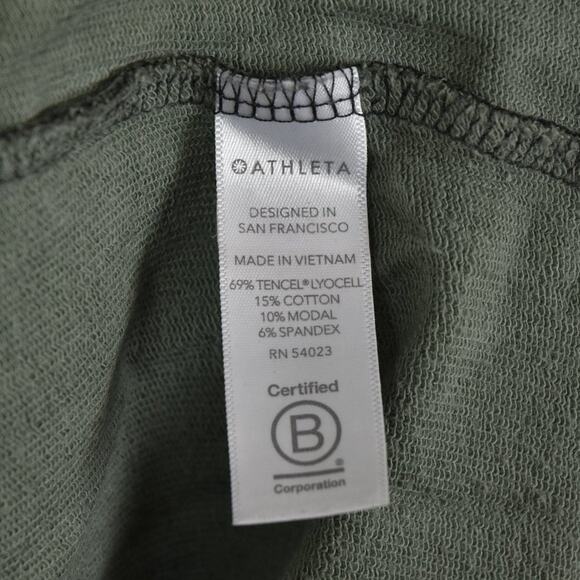 ATHLETA
DESIGNED IN
SAN FRANCISCO
MADE IN VIETNAM
69% TENCEL® LYOCELL
15% COTTON
10% MODAL
6% SPANDEX
RN 54023
Certified
B
®
Corporation